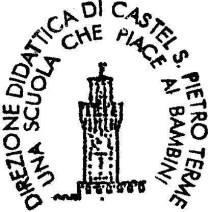 DIREZIONE DIDATTICA DI CASTEL S. PIETRO TERME
UNA SCUOLA CHE PIACE AI BAMBINI